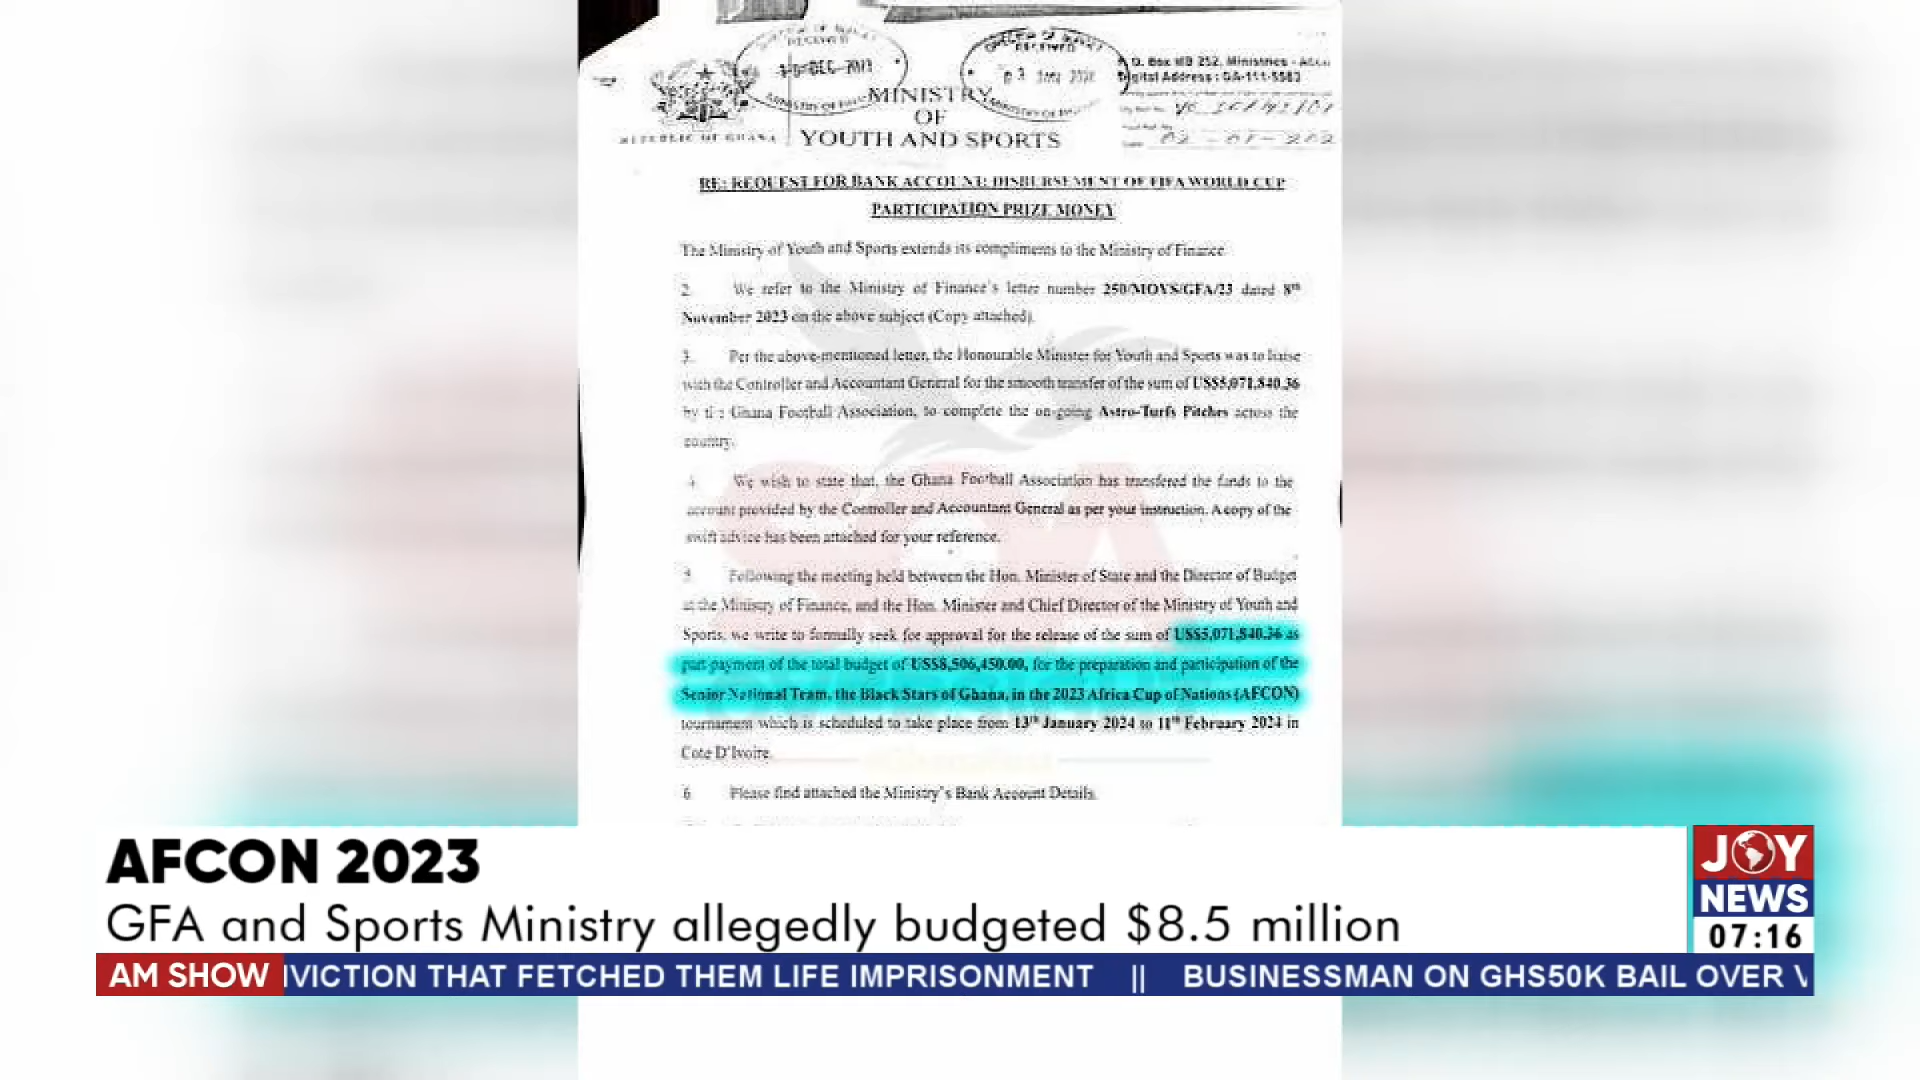 RECEIVED
RECEIVED
P.O. Box MB 252, Ministries - Accra
Digital Address : GA-111-5583
MINISTRY
OF
YOUTH AND SPORTS
REPUBLIC OF GHANA
RE: REQUEST FOR BANK ACCOUNT: DISBURSEMENT OF FIFA WORLD CUP
PARTICIPATION PRIZE MONEY
The Ministry of Youth and Sports extends its compliments to the Ministry of Finance.
2. We refer to the Ministry of Finance's letter number 250/MOYS/GFA/23 dated 8th
November 2023 on the above subject (Copy attached).
3. Per the above-mentioned letter, the Honourable Minister for Youth and Sports was to liaise
with the Controller and Accountant General for the smooth transfer of the sum of US$5,071,840.36
by the Ghana Football Association, to complete the on-going Astro-Turfs Pitches across the
country.
4. We wish to state that, the Ghana Football Association has transfered the funds to the
account provided by the Controller and Accountant General as per your instruction. A copy of the
swift advice has been attached for your reference.
5. Following the meeting held between the Hon. Minister of State and the Director of Budget
at the Ministry of Finance, and the Hon. Minister and Chief Director of the Ministry of Youth and
Sports, we write to formally seek for approval for the release of the sum of US$5,071,840.36 as
part payment of the total budget of US$8,506,450.00, for the preparation and participation of the
Senior National Team, the Black Stars of Ghana, in the 2023 Africa Cup of Nations (AFCON)
tournament which is scheduled to take place from 13th January 2024 to 11th February 2024 in
Cote D'Ivoire.
6. Please find attached the Ministry's Bank Account Details.
AFCON 2023
GFA and Sports Ministry allegedly budgeted $8.5 million
JOY
NEWS
07:16
AM SHOW
IVICTION THAT FETCHED THEM LIFE IMPRISONMENT || BUSINESSMAN ON GHS50K BAIL OVER